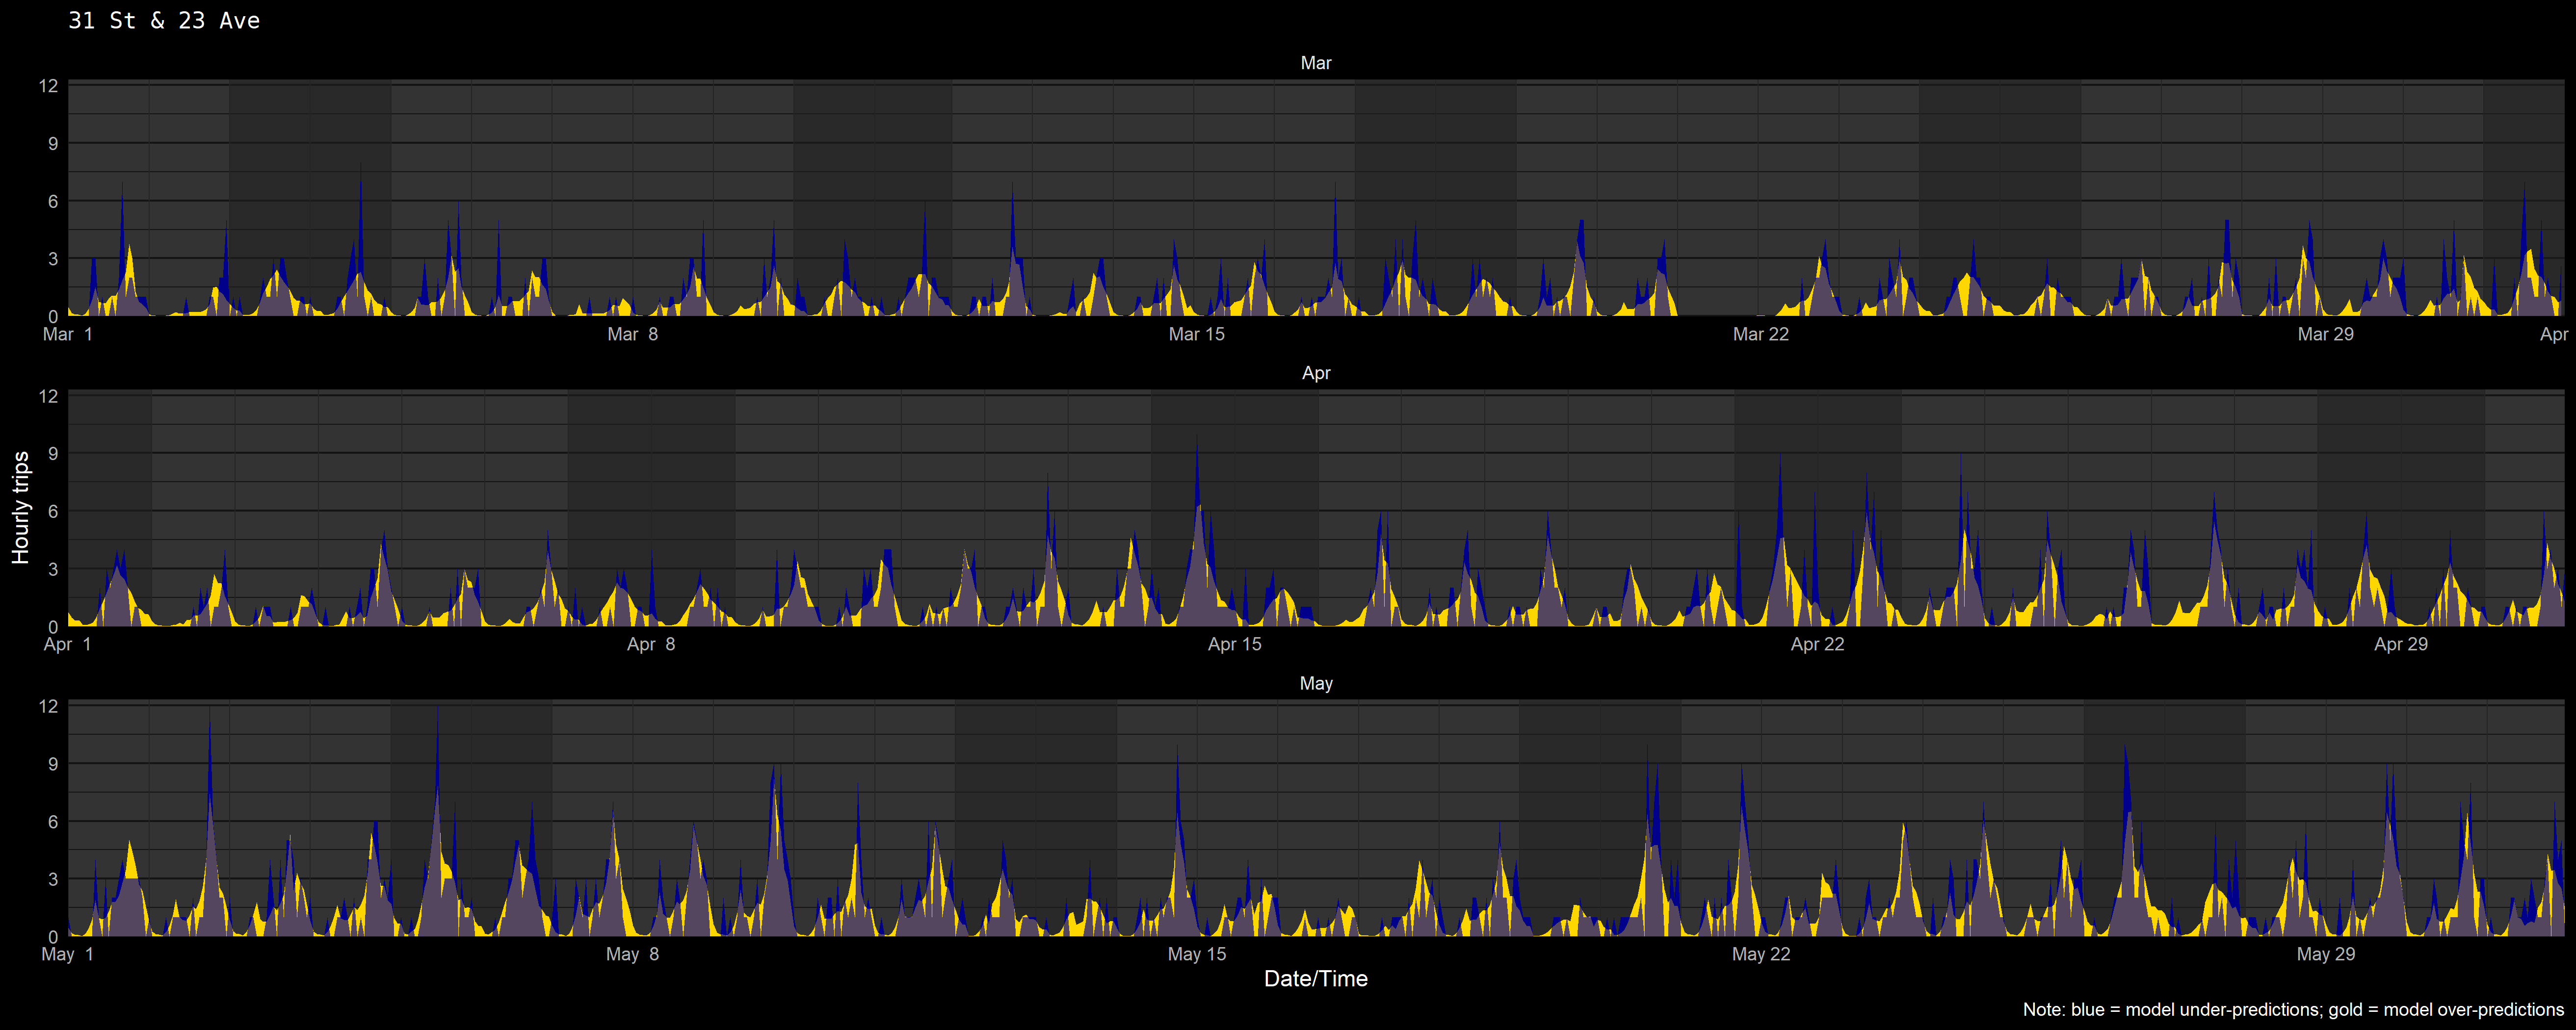 31 St & 23 Ave
Mar
12
9
6
3
0
Mar 1
Mar 8
Mar 15
Mar 22
Mar 29
Apr
Apr
12
9
6
3
0
Apr 1
Apr 8
Apr 15
Apr 22
Apr 29
Hourly trips
May
12
9
6
3
0
May 1
May 8
May 15
May 22
May 29
Date/Time
Note: blue = model under-predictions; gold = model over-predictions